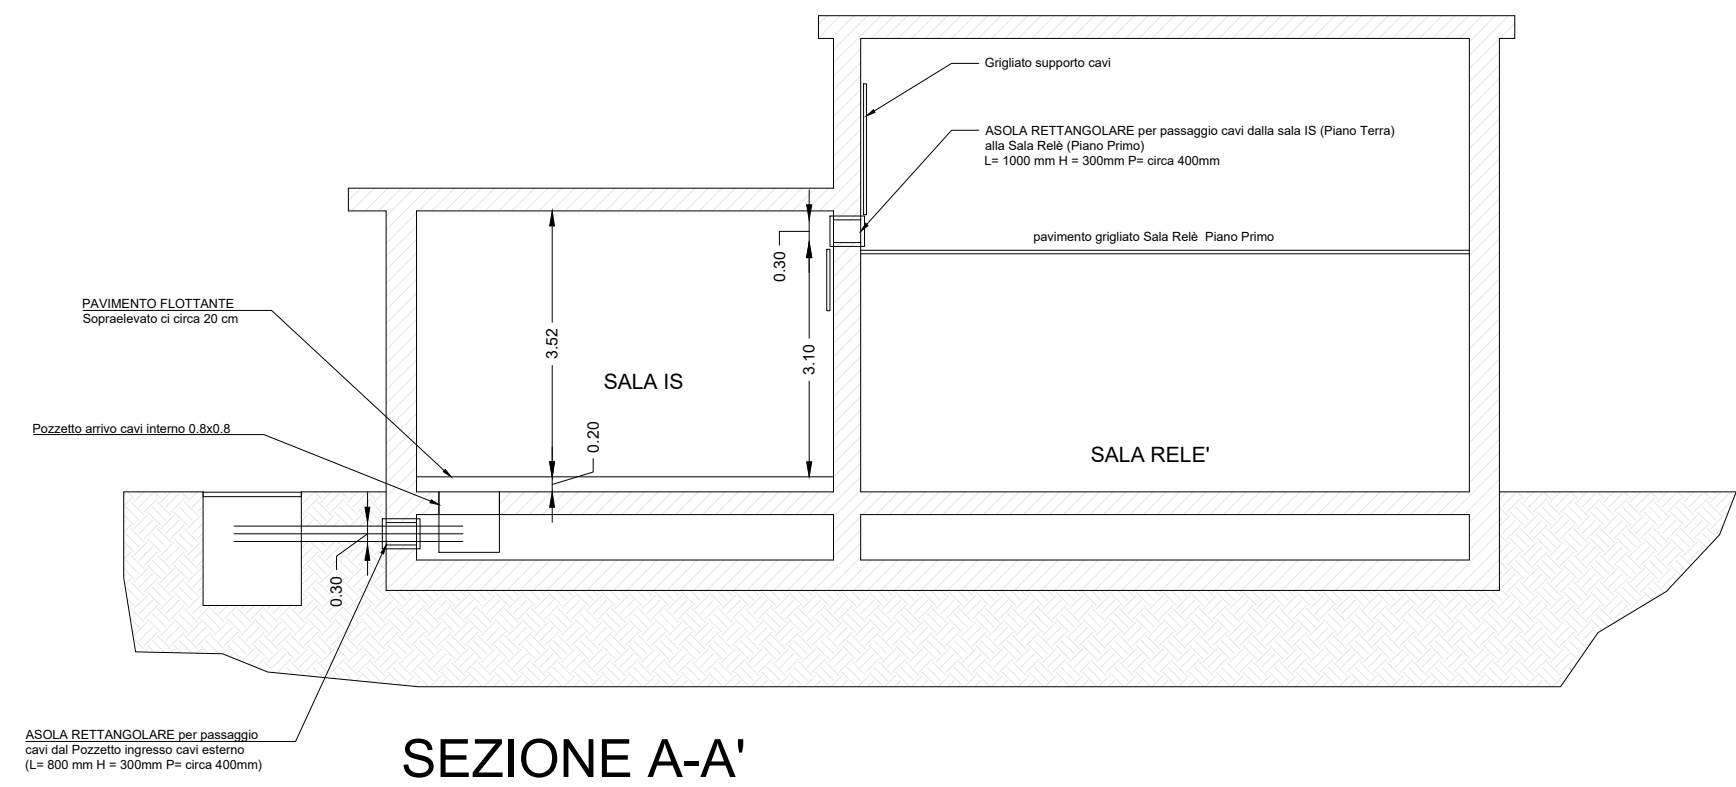 Grigliato supporto cavi
ASOLA RETTANGOLARE per passaggio cavi dalla sala IS (Piano Terra)
alla Sala Relè (Piano Primo)
L= 1000 mm H = 300mm P= circa 400mm
pavimento grigliato Sala Relè  Piano Primo
0.30
PAVIMENTO FLOTTANTE
Sopraelevato ci circa 20 cm
3.52
3.10
SALA IS
Pozzetto arrivo cavi interno 0.8x0.8
0.20
SALA RELE'
0.30
ASOLA RETTANGOLARE per passaggio
cavi dal Pozzetto ingresso cavi esterno
(L= 800 mm H = 300mm P= circa 400mm)
SEZIONE A-A'